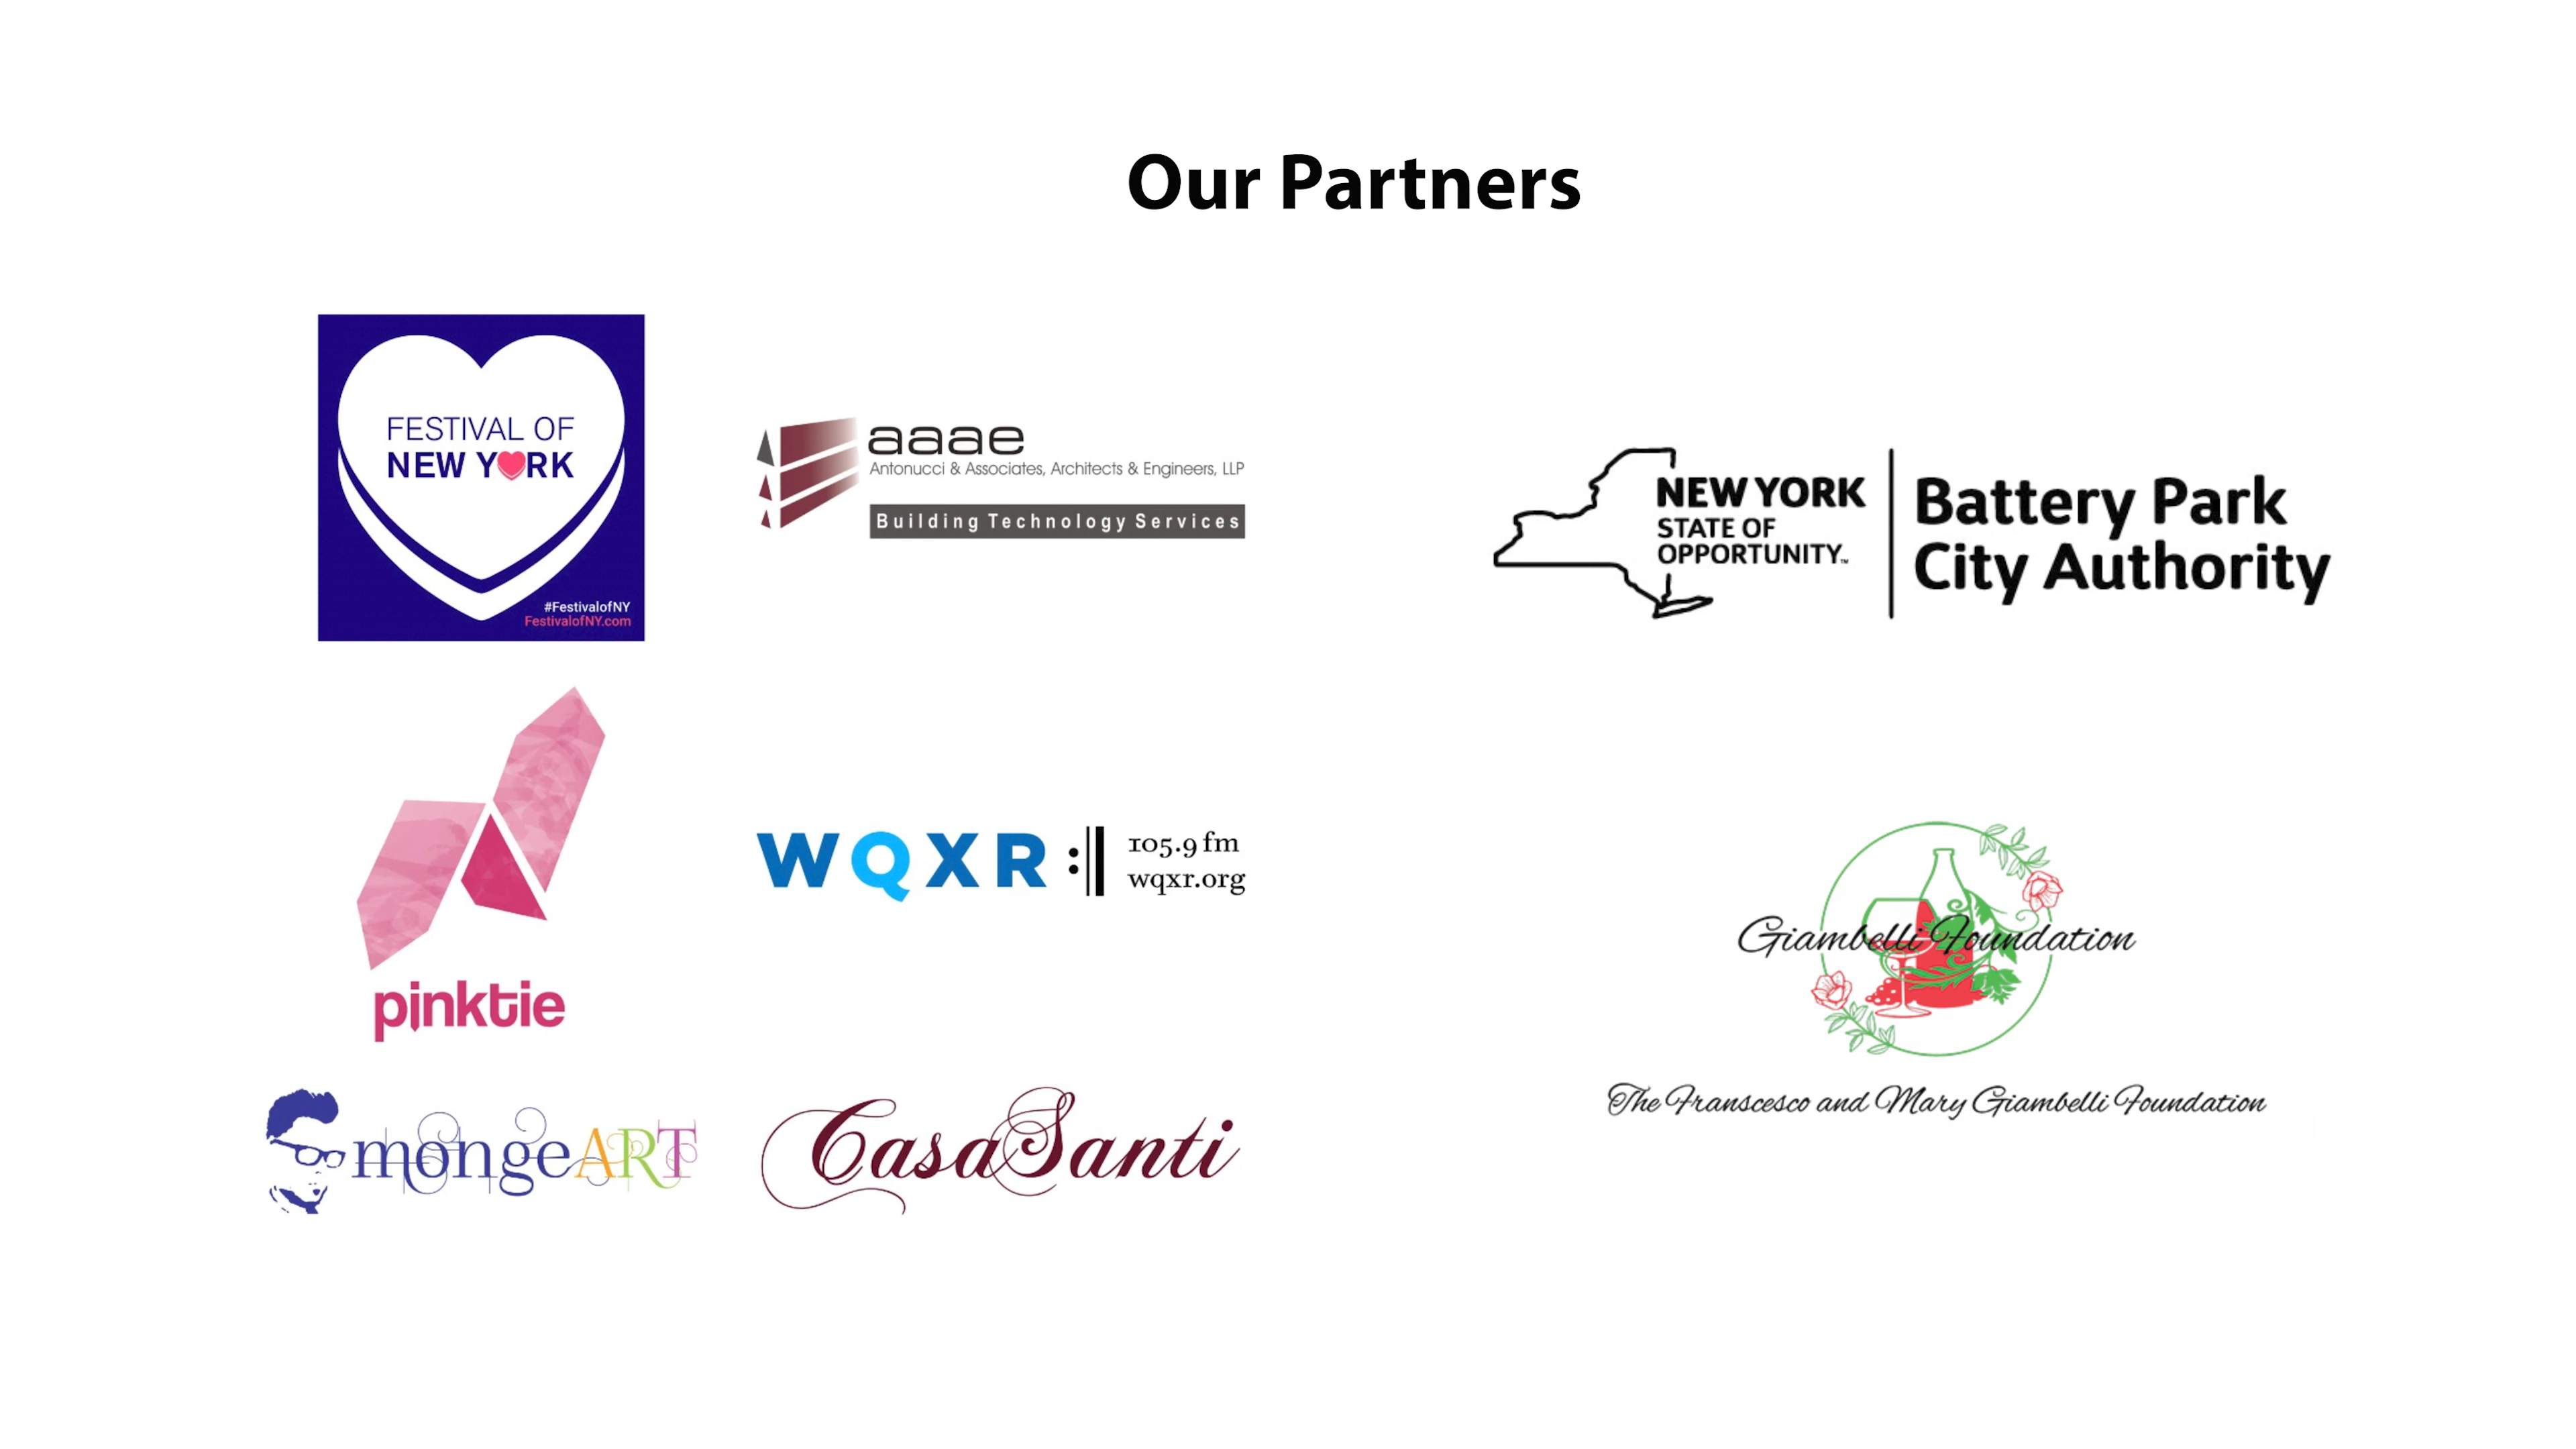 Our Partners
FESTIVAL OF
NEW YORK
#FestivalofNY
FestivalofNY.com
aaae
Antonucci & Associates, Architects & Engineers, LLP
Building Technology Services
NEW YORK
STATE OF
OPPORTUNITY™
Battery Park
City Authority
pinktie
WQXR
105.9 fm
wqxr.org
Giambelli Foundation
The Franscesco and Mary Giambelli Foundation
mongeART
CasaSanti